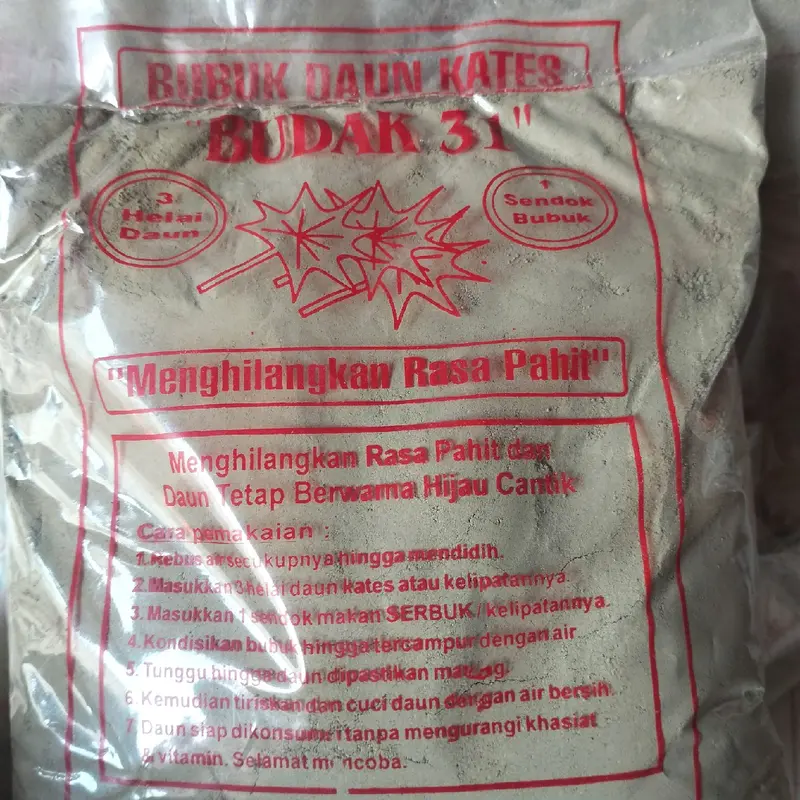 BUBUK DAUN KATES
"BUDAK 31"
3
Helai
Daun
1
Sendok
Bubuk
"Menghilangkan Rasa Pahit"
Menghilangkan Rasa Pahit dan
Daun Tetap Berwarna Hijau Cantik
Cara pemakaian :
1. Rebus air secukupnya hingga mendidih.
2. Masukkan 3 helai daun kates atau kelipatannya.
3. Masukkan 1 sendok makan SERBUK / kelipatannya.
4. Kondisikan bubuk hingga tercampur dengan air
5. Tunggu hingga daun dipastikan matang.
6. Kemudian tiriskan dan cuci daun dengan air bersih.
7. Daun siap dikonsumsi tanpa mengurangi khasiat
& vitamin. Selamat mencoba.